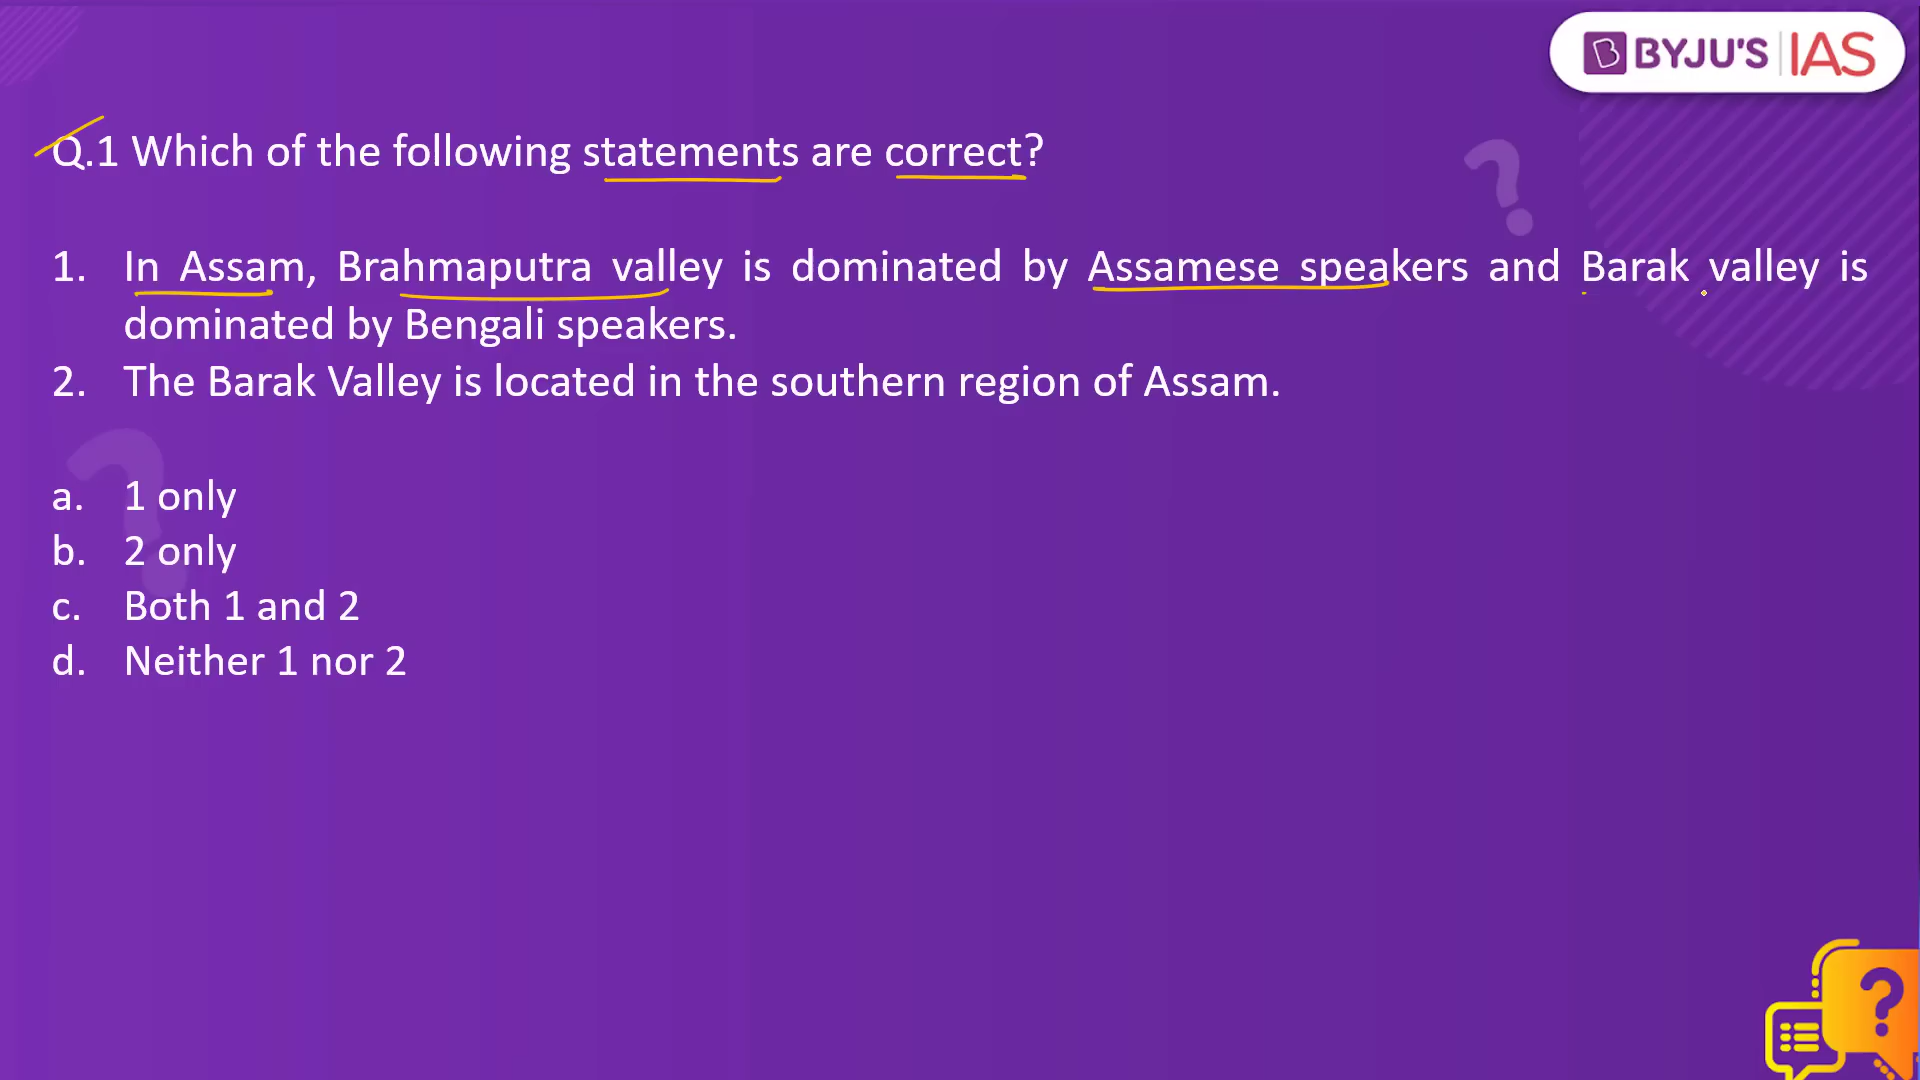 BYJU'S IAS
Q.1 Which of the following statements are correct?
1. In Assam, Brahmaputra valley is dominated by Assamese speakers and Barak valley is
dominated by Bengali speakers.
2. The Barak Valley is located in the southern region of Assam.
a. 1 only
b. 2 only
c. Both 1 and 2
d. Neither 1 nor 2